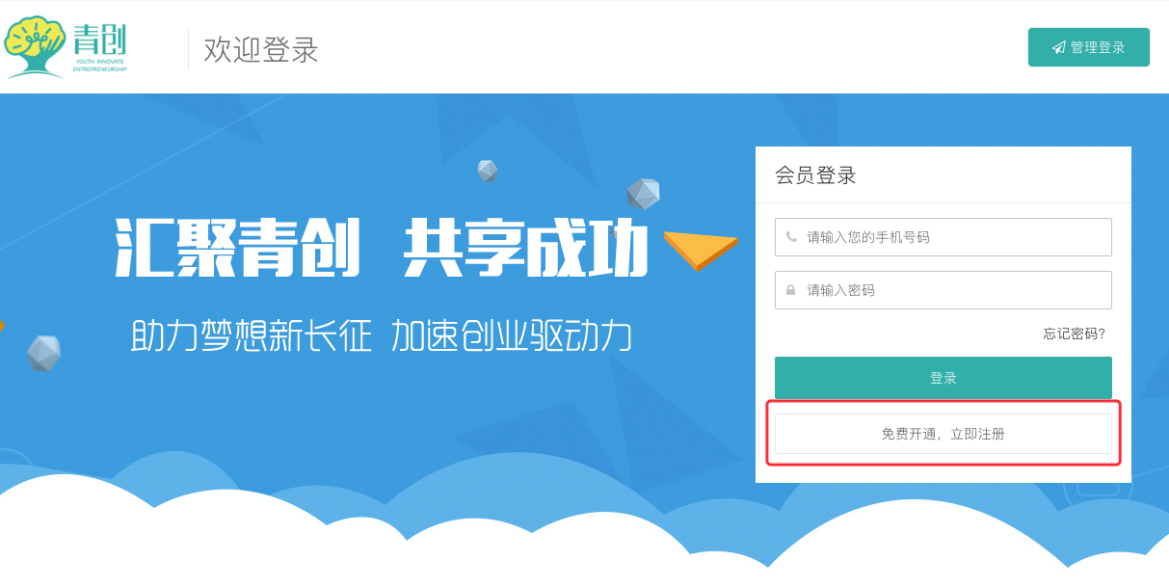 青创
YOUTH INNOVATE
ENTREPRENEURSHIP
欢迎登录
管理登录
汇聚青创 共享成功
助力梦想新长征 加速创业驱动力
会员登录
请输入您的手机号码
请输入密码
忘记密码?
登录
免费开通，立即注册